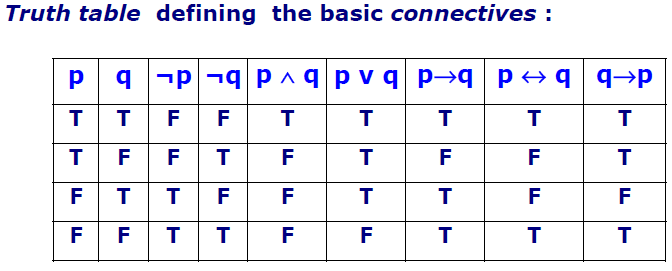 Truth table defining the basic connectives :
p q ¬p ¬q p ∧ q p v q p→q p ↔ q q→p
T T F F T T T T T
T F F T F T F F T
F T T F F T T F F
F F T T F F T T T